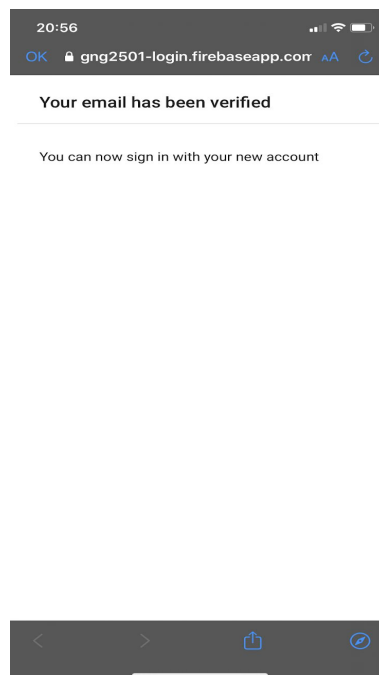 20:56
OK gng2501-login.firebaseapp.com AA
Your email has been verified
You can now sign in with your new account